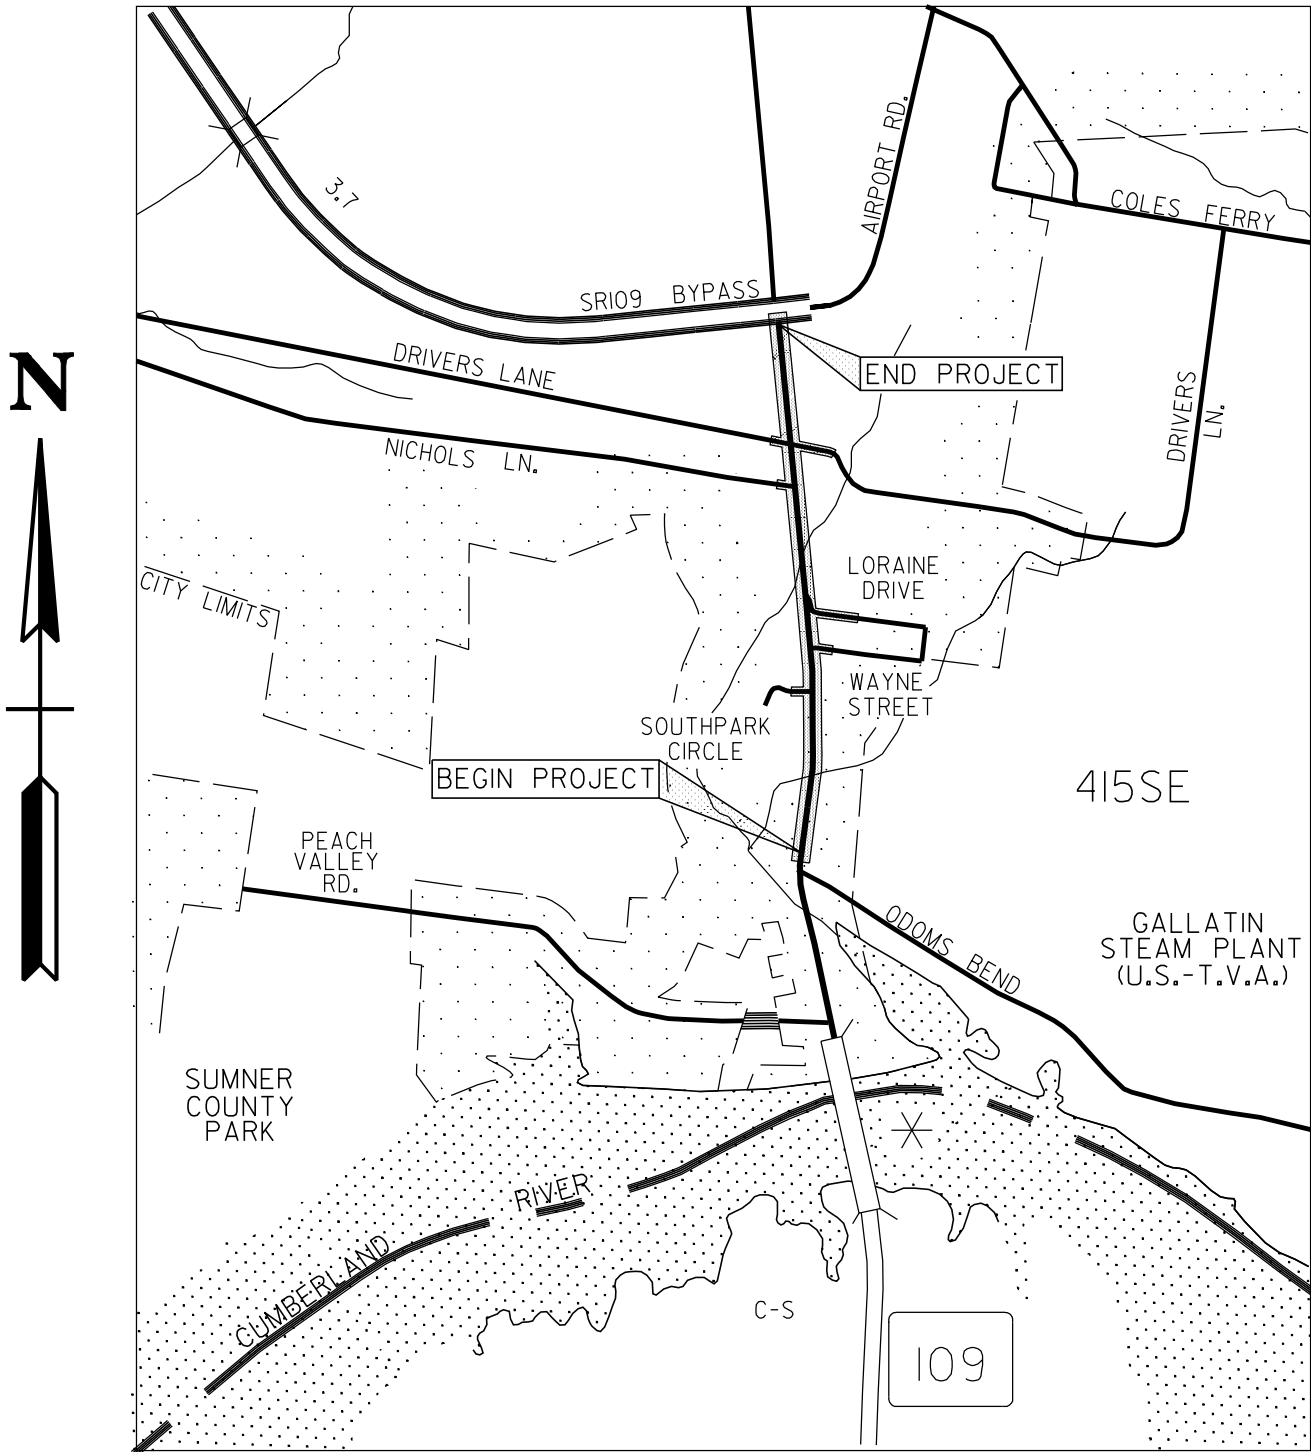 3.7
AIRPORT RD.
COLES FERRY
SR109 BYPASS
N
DRIVERS LANE
END PROJECT
DRIVERS
LN.
NICHOLS LN.
CITY LIMITS
LORAINE
DRIVE
WAYNE
STREET
SOUTHPARK
CIRCLE
BEGIN PROJECT
415SE
PEACH
VALLEY
RD.
ODOMS BEND
GALLATIN
STEAM PLANT
(U.S.-T.V.A.)
SUMNER
COUNTY
PARK
CUMBERLAND RIVER
C-S
109